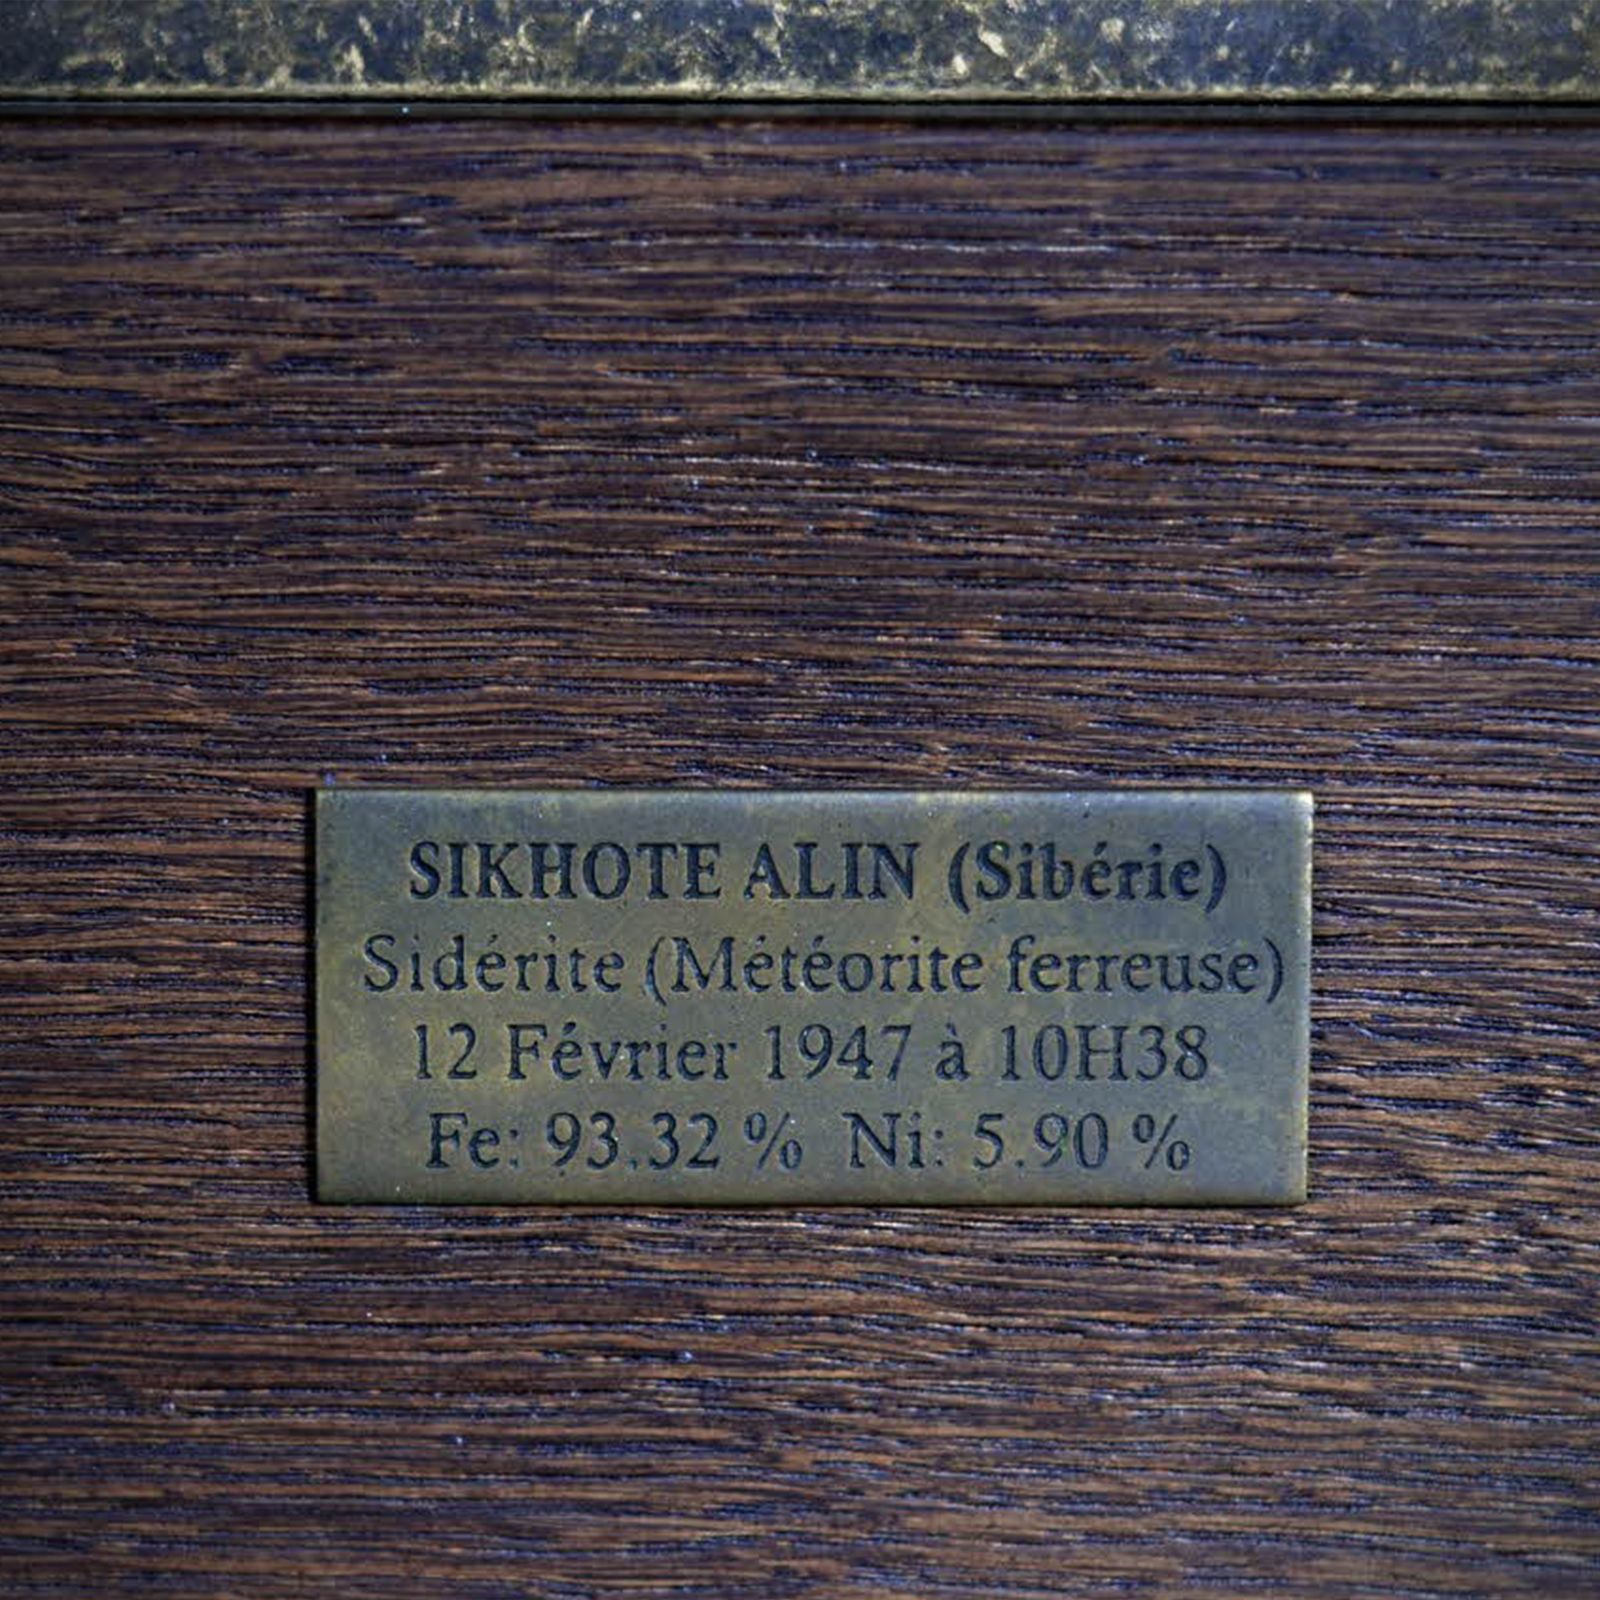 SIKHOTE ALIN (Sibérie)
Sidérite (Météorite ferreuse)
12 Février 1947 à 10H38
Fe: 93.32 % Ni: 5.90 %